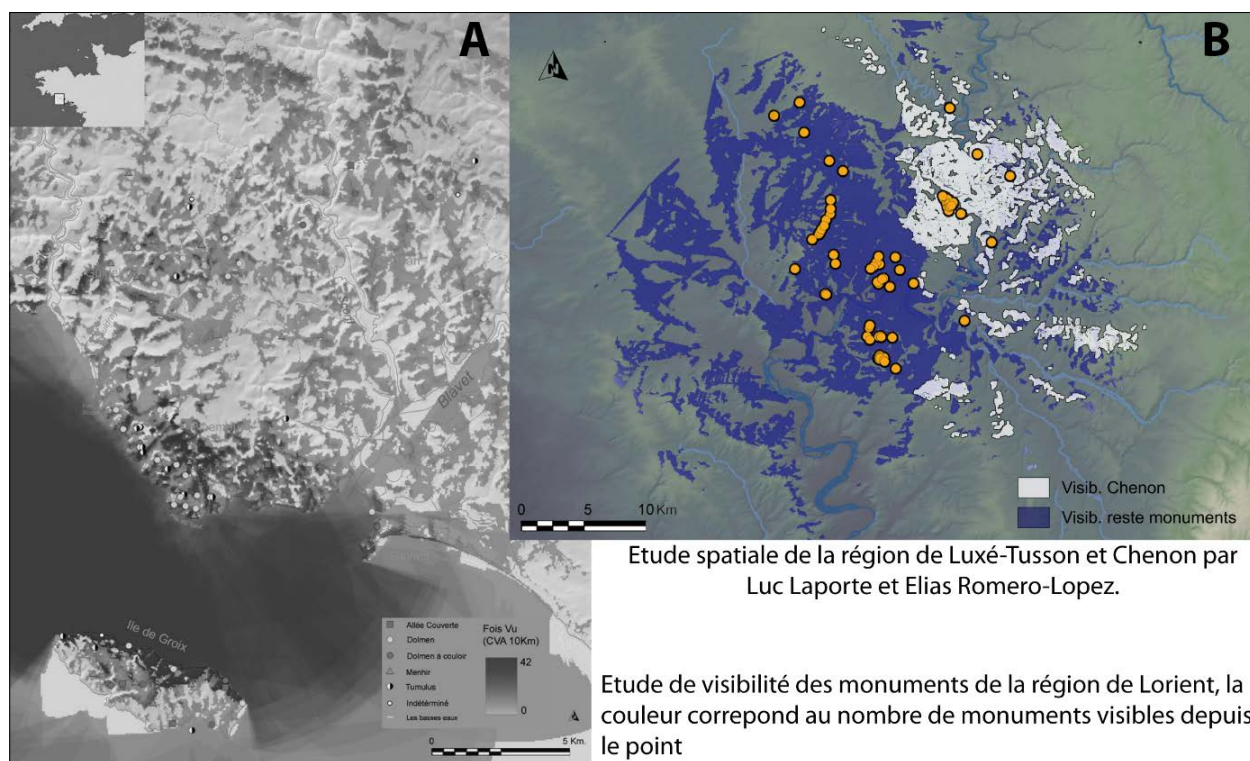 A
B
N
Blavet
Ile de Groix
Allée Couverte
Dolmen
Dolmen à couloir
Menhir
Tumulus
Indéterminé
Les basses eaux
Fois Vu
(CVA 10Km)
42
0
0 5 Km.
0 5 10 Km
Visib. Chenon
Visib. reste monuments
Etude spatiale de la région de Luxé-Tusson et Chenon par
Luc Laporte et Elias Romero-Lopez.
Etude de visibilité des monuments de la région de Lorient, la
couleur correpond au nombre de monuments visibles depuis
le point